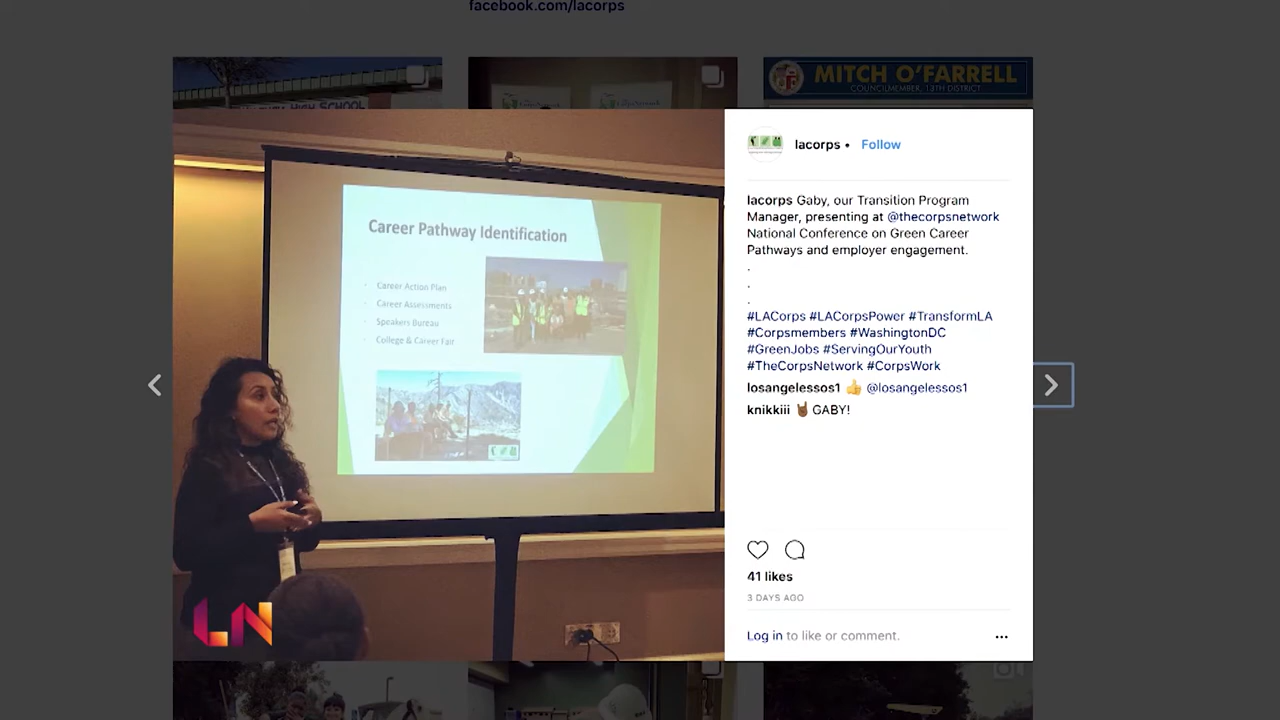 facebook.com/lacorps
HIGH SCHOOL
MITCH O'FARRELL
COUNCILMEMBER, 13TH DISTRICT
Career Pathway Identification
· Career Action Plan
· Career Assessments
· Speakers Bureau
· College & Career Fair
LN
lacorps • Follow
lacorps Gaby, our Transition Program
Manager, presenting at @thecorpsnetwork
National Conference on Green Career
Pathways and employer engagement.
.
.
.
#LACorps #LACorpsPower #TransformLA
#Corpsmembers #WashingtonDC
#GreenJobs #ServingOurYouth
#TheCorpsNetwork #CorpsWork
losangelessos1 👍 @losangelessos1
knikkiii 🤘🏾 GABY!
41 likes
3 DAYS AGO
Log in to like or comment.